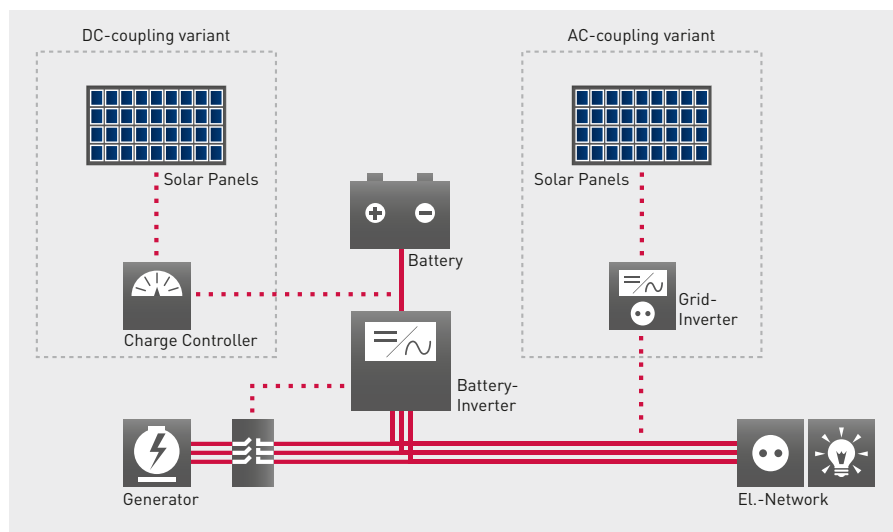 DC-coupling variant
AC-coupling variant
Solar Panels
Solar Panels
Battery
Charge Controller
Grid-
Inverter
Battery-
Inverter
Generator
El.-Network